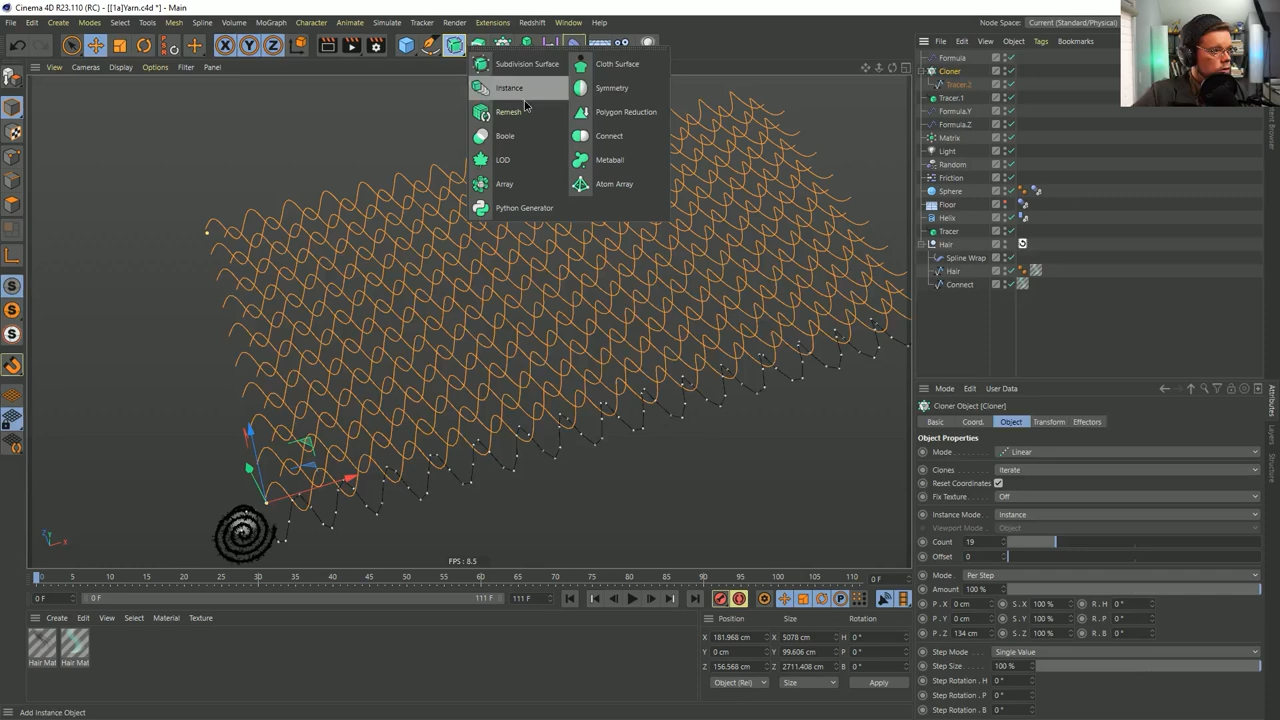 Cinema 4D R23.110 (RC) - [[1a]Yarn.c4d *] - Main
File Edit Create Modes Select Tools Spline Mesh Volume MoGraph Character Animate Simulate Tracker Render Extensions Redshift Window Help
Node Space: Current (Standard/Physical)
View Cameras Display Options Filter Panel
File Edit View Object Tags Bookmarks
Subdivision Surface Cloth Surface
Instance Symmetry
Remesh Polygon Reduction
Boole Connect
LOD Metaball
Array Atom Array
Python Generator
Formula
Cloner
Tracer.2
Tracer.1
Formula.Y
Formula.Z
Matrix
Light
Random
Friction
Sphere
Floor
Helix
Tracer
Hair
Spline Wrap
Hair
Connect
Mode Edit User Data
Cloner Object [Cloner]
Basic Coord. Object Transform Effectors
Object Properties
Mode Linear
Clones Iterate
Reset Coordinates
Fix Texture Off
Instance Mode Instance
Viewport Mode Object
Count 19
Offset 0
Mode Per Step
Amount 100 %
P . X 0 cm S . X 100 % R . H 0 °
P . Y 0 cm S . Y 100 % R . P 0 °
P . Z 134 cm S . Z 100 % R . B 0 °
Step Mode Single Value
Step Size 100 %
Step Rotation . H 0 °
Step Rotation . P 0 °
Step Rotation . B 0 °
Attributes
Layers
Structure
FPS : 8.5
0 5 10 15 20 25 30 35 40 45 50 55 60 65 70 75 80 85 90 95 100 105 110 0 F
0 F 0 F 111 F 111 F
Create Edit View Select Material Texture
Hair Mat Hair Mat
Position Size Rotation
X 181.968 cm X 5078 cm H 0 °
Y 0 cm Y 99.606 cm P 0 °
Z 156.568 cm Z 2711.408 cm B 0 °
Object (Rel) Size Apply
Add Instance Object